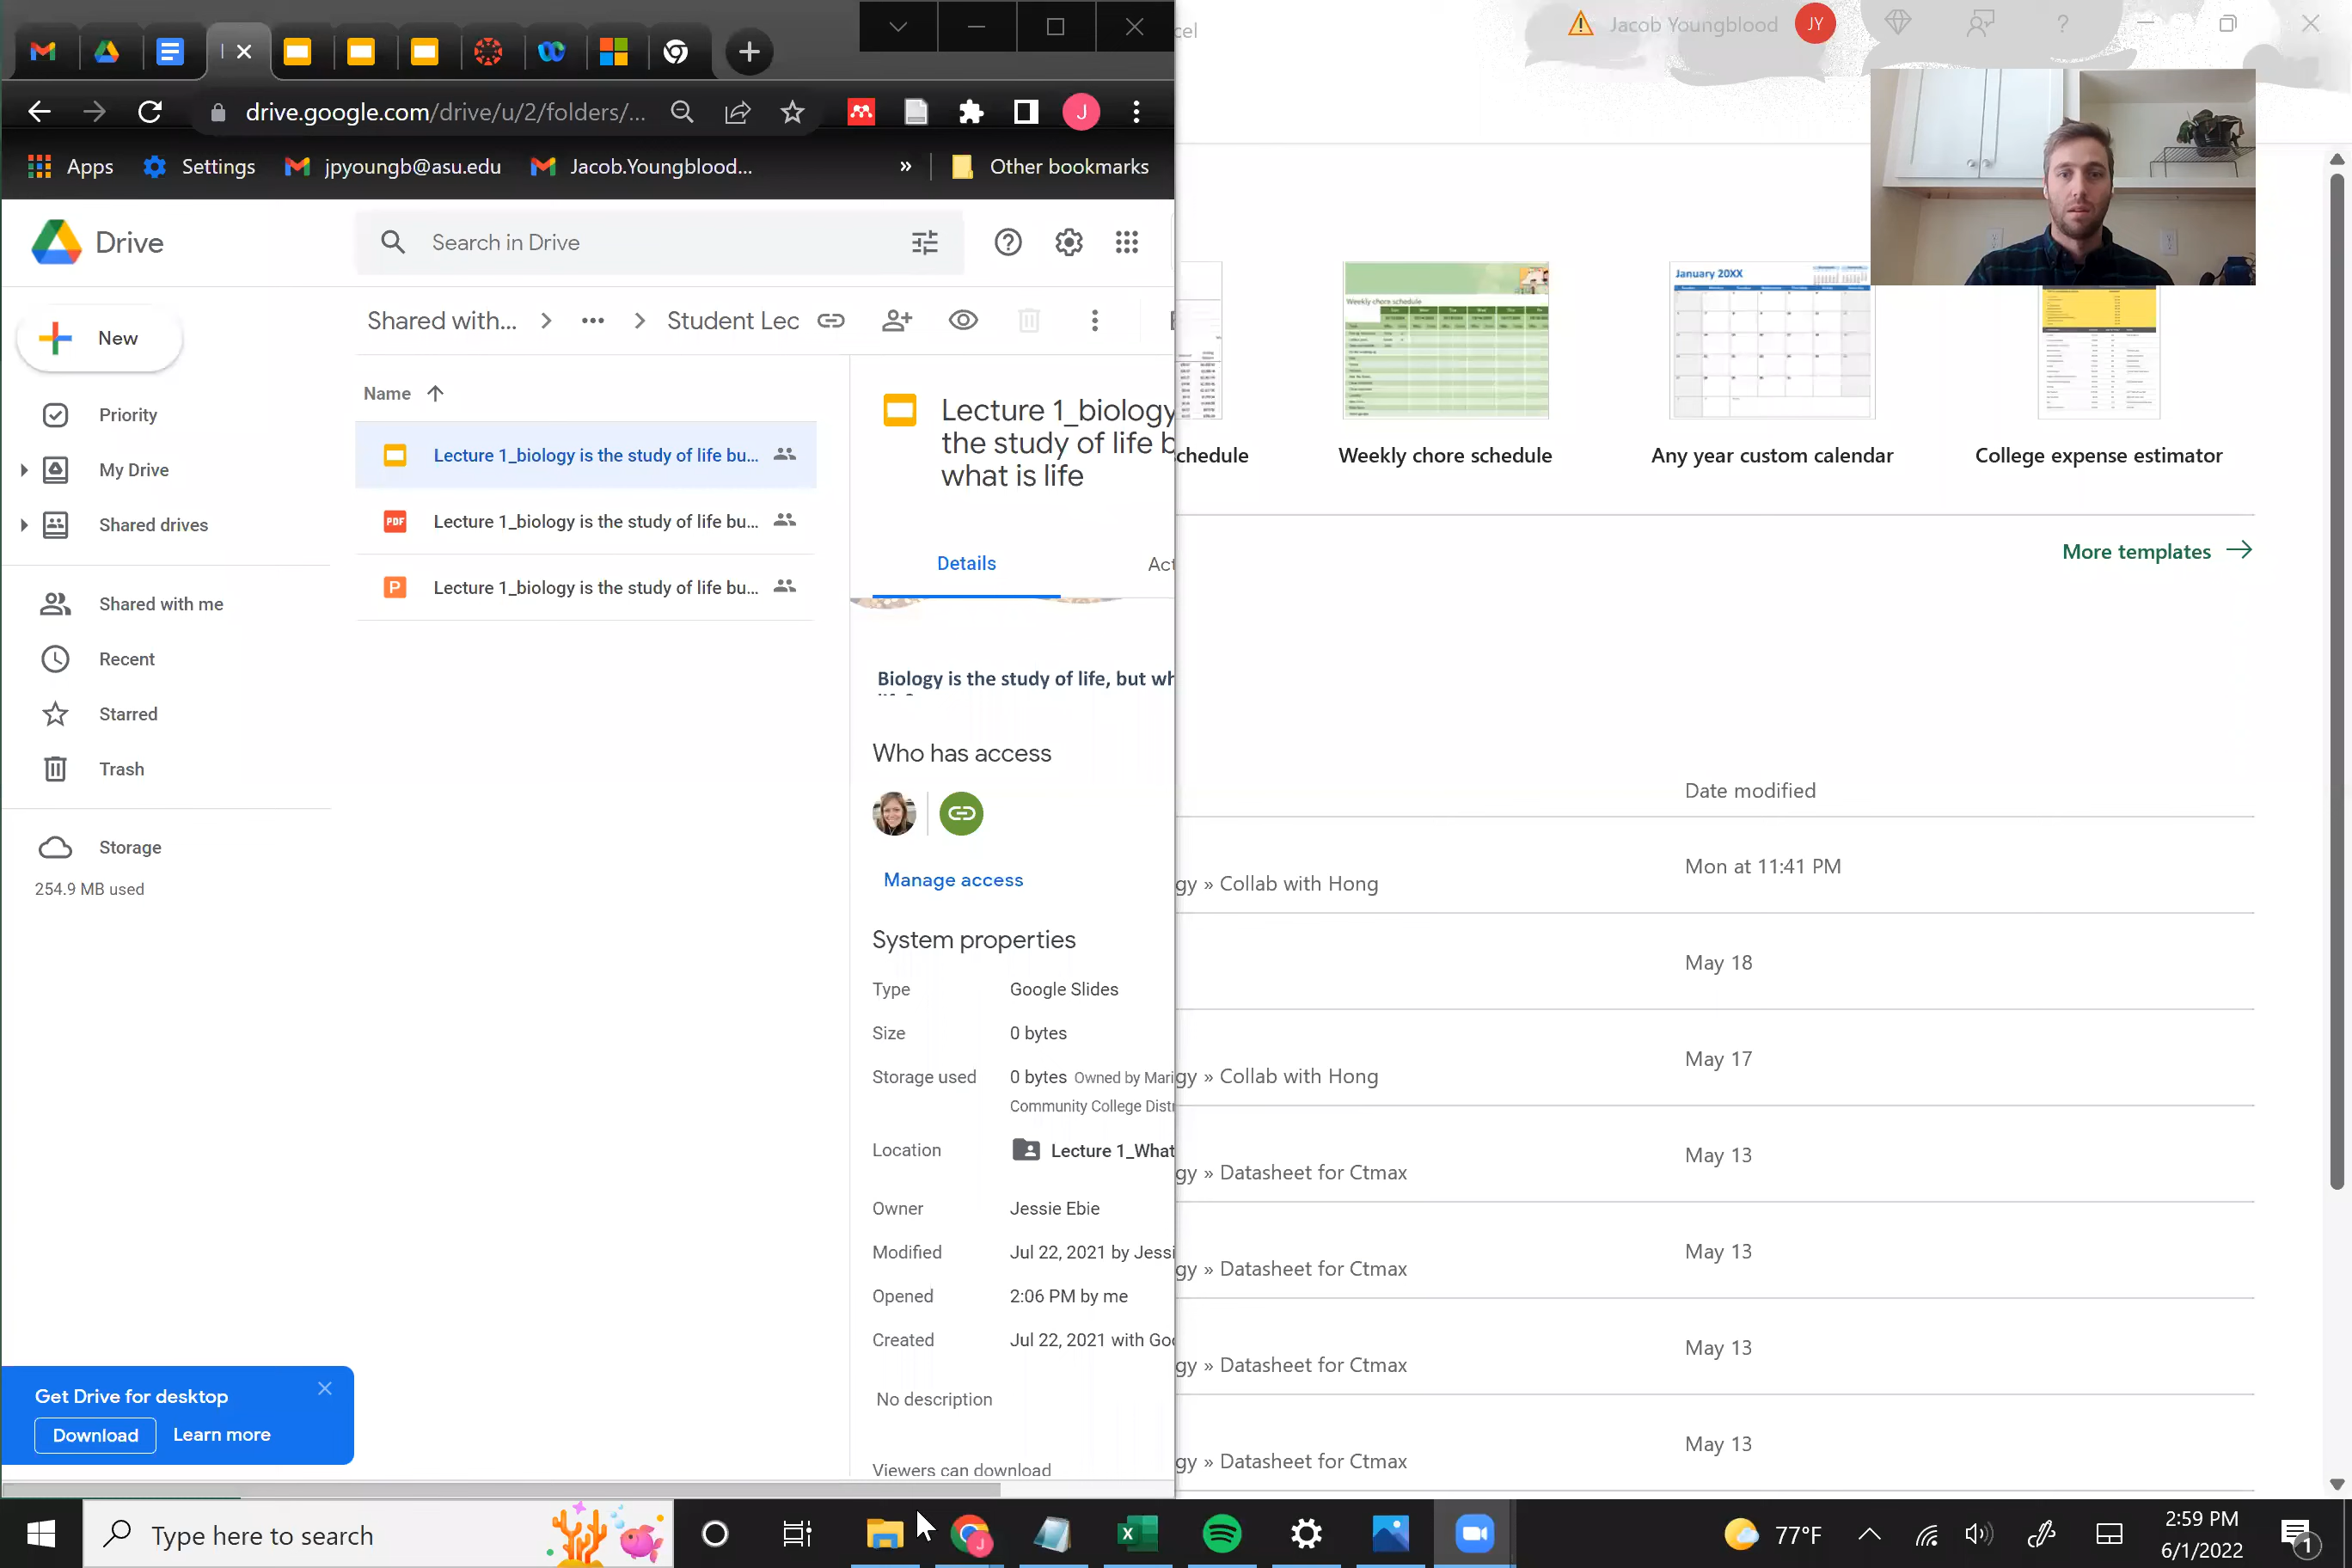 drive.google.com/drive/u/2/folders/...
Apps
Settings
jpyoungb@asu.edu
Jacob.Youngblood...
»
Other bookmarks
Drive
Search in Drive
New
Priority
My Drive
Shared drives
Shared with me
Recent
Starred
Trash
Storage
254.9 MB used
Get Drive for desktop
Download
Learn more
Shared with...
Student Lec
Name
Lecture 1_biology is the study of life bu...
PDF
Lecture 1_biology is the study of life bu...
P
Lecture 1_biology is the study of life bu...
Lecture 1_biology
the study of life b
what is life
Details
Act
Biology is the study of life, but wh
Who has access
Manage access
System properties
Type Google Slides
Size 0 bytes
Storage used 0 bytes Owned by Mari
Community College Distr
Location Lecture 1_What
Owner Jessie Ebie
Modified Jul 22, 2021 by Jessi
Opened 2:06 PM by me
Created Jul 22, 2021 with Goo
No description
Viewers can download
cel
Jacob Youngblood
JY
J
Weekly chore schedule
January 20XX
chedule
Weekly chore schedule
Any year custom calendar
College expense estimator
More templates
Date modified
Mon at 11:41 PM
gy » Collab with Hong
May 18
May 17
gy » Collab with Hong
May 13
gy » Datasheet for Ctmax
May 13
gy » Datasheet for Ctmax
May 13
gy » Datasheet for Ctmax
May 13
gy » Datasheet for Ctmax
Type here to search
77°F
2:59 PM
6/1/2022
1